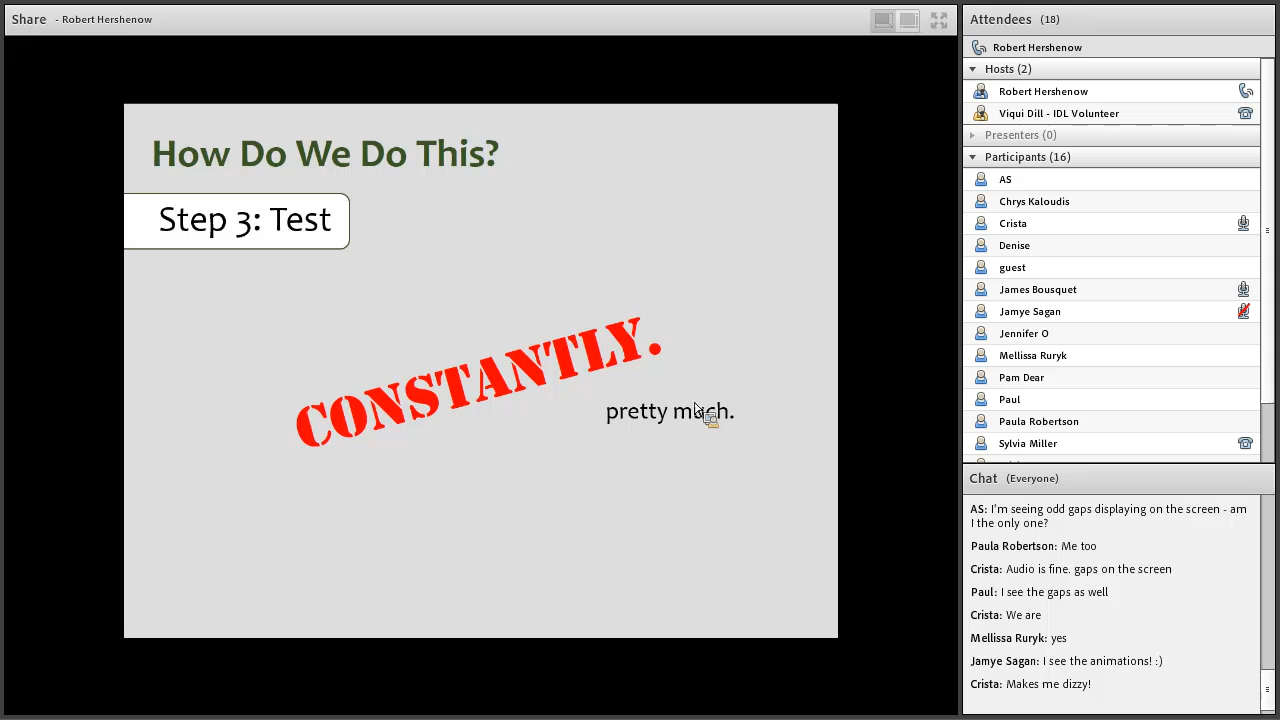 Share - Robert Hershenow
How Do We Do This?
Step 3: Test
CONSTANTLY.
pretty much.
Attendees (18)
Robert Hershenow
Hosts (2)
Robert Hershenow
Viqui Dill - IDL Volunteer
Presenters (0)
Participants (16)
AS
Chrys Kaloudis
Crista
Denise
guest
James Bousquet
Jamye Sagan
Jennifer O
Mellissa Ruryk
Pam Dear
Paul
Paula Robertson
Sylvia Miller
Chat (Everyone)
AS: I'm seeing odd gaps displaying on the screen - am
I the only one?
Paula Robertson: Me too
Crista: Audio is fine. gaps on the screen
Paul: I see the gaps as well
Crista: We are
Mellissa Ruryk: yes
Jamye Sagan: I see the animations! :)
Crista: Makes me dizzy!